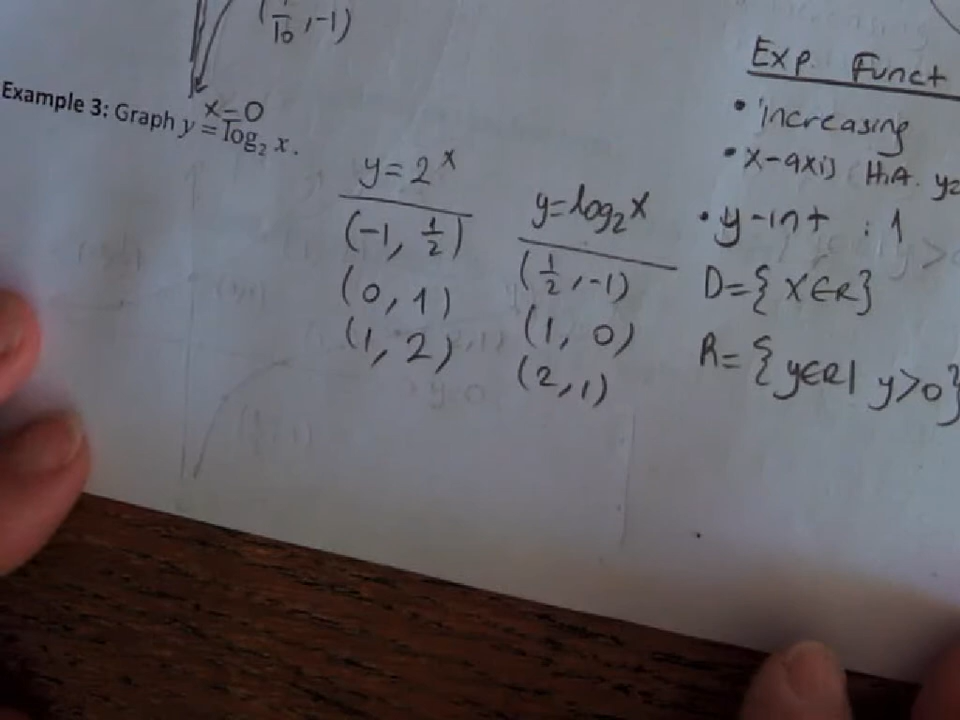 (1/10, -1)
x=0
Example 3: Graph y = log₂ x.
y=2^x
(-1, 1/2)
(0, 1)
(1, 2)
y=log₂x
(1/2, -1)
(1, 0)
(2, 1)
Exp. Funct
• increasing
• x-axis H.A. y=
• y-int : 1
D={ x∈R}
R={ y∈R| y>0}